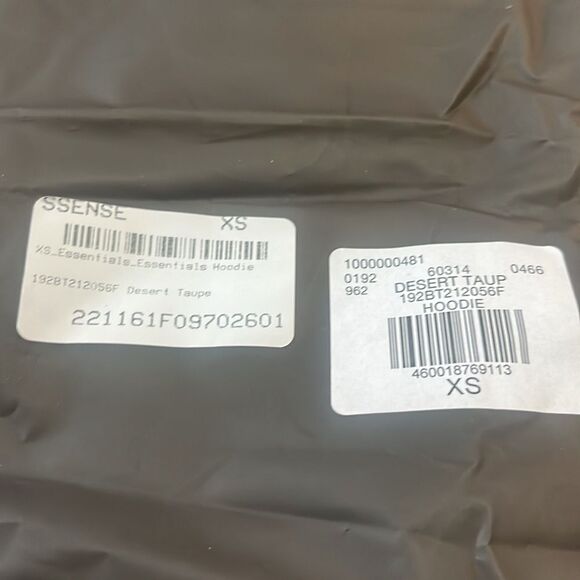 SSENSE
XS
XS_Essentials_Essentials Hoodie
192BT212056F Desert Taupe
221161F09702601
1000000481
0192 60314 0466
962 DESERT TAUP
192BT212056F
HOODIE
460018769113
XS